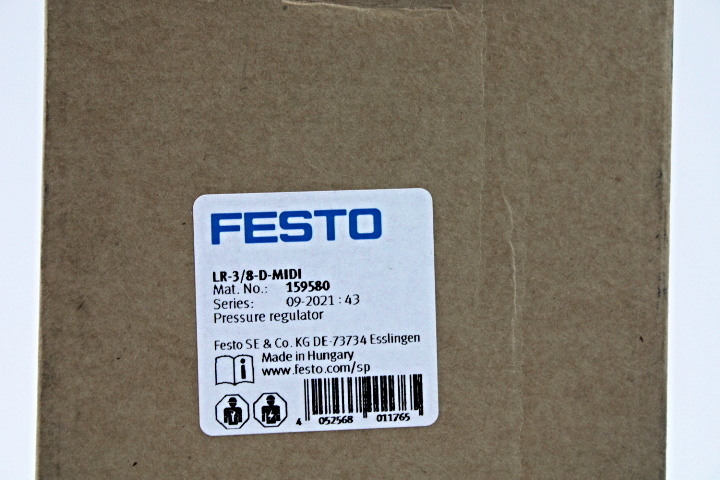 FESTO
LR-3/8-D-MIDI
Mat. No.: 159580
Series: 09-2021 : 43
Pressure regulator
Festo SE & Co. KG DE-73734 Esslingen
Made in Hungary
www.festo.com/sp
4 052568 011765